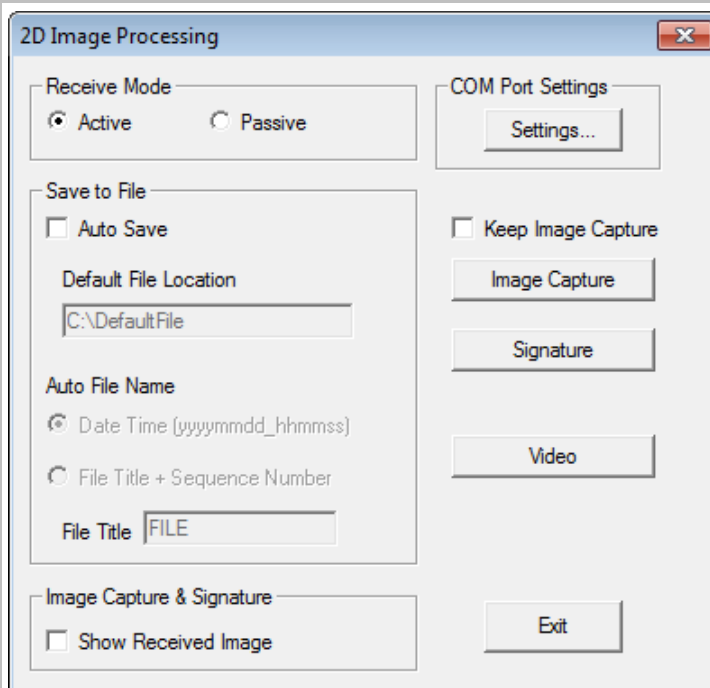 2D Image Processing
Receive Mode
Active Passive
COM Port Settings
Settings...
Save to File
Auto Save
Default File Location
C:\DefaultFile
Auto File Name
Date Time (yyyymmdd_hhmmss)
File Title + Sequence Number
File Title FILE
Keep Image Capture
Image Capture
Signature
Video
Image Capture & Signature
Show Received Image
Exit